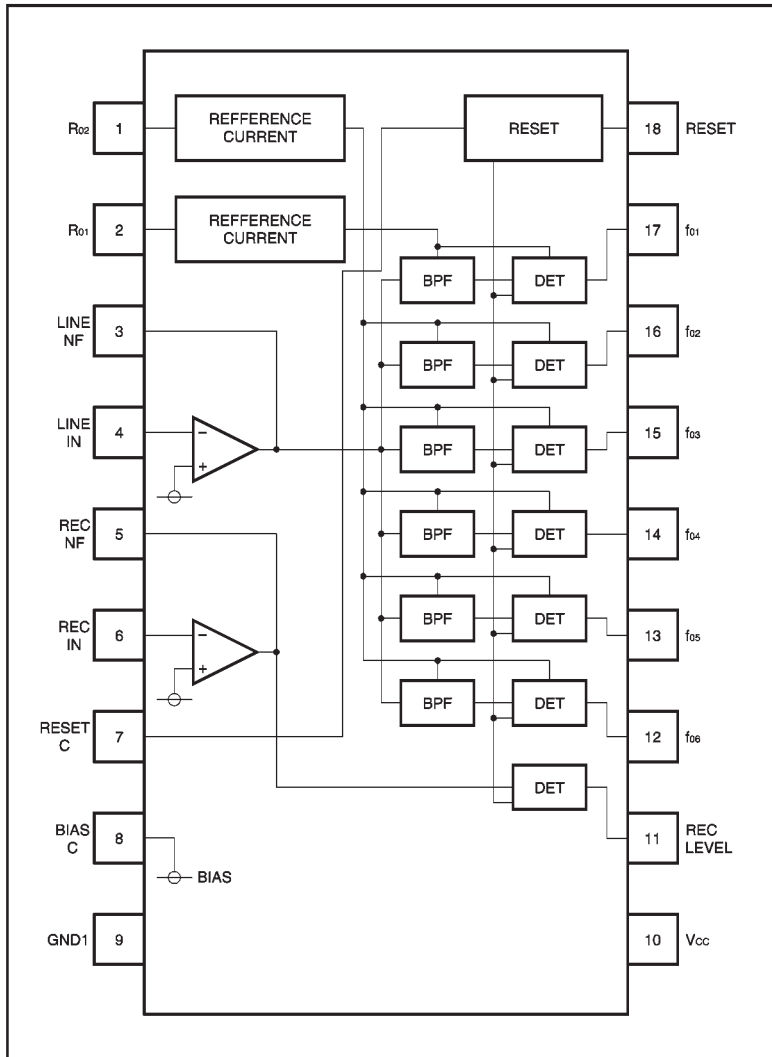 R02
1
REFFERENCE
CURRENT
RESET
18
RESET
R01
2
REFFERENCE
CURRENT
17
f01
BPF
DET
LINE
NF
3
16
f02
BPF
DET
LINE
IN
4
−
+
15
f03
BPF
DET
REC
NF
5
14
f04
BPF
DET
REC
IN
6
−
+
13
f05
BPF
DET
RESET
C
7
12
f06
BPF
DET
DET
BIAS
C
8
BIAS
11
REC
LEVEL
GND1
9
10
VCC